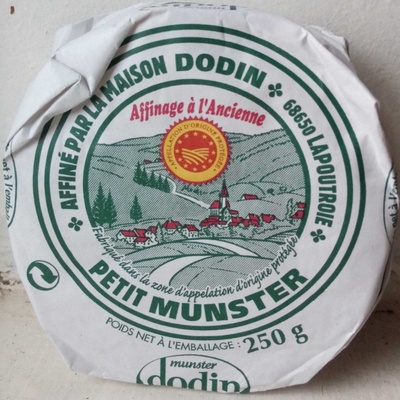 AFFINÉ PAR LA MAISON DODIN
68650 LAPOUTROIE
Affinage à l'Ancienne
APPELLATION D'ORIGINE PROTÉGÉE
Fabriqué dans la zone d'appelation d'origine protégée
PETIT MUNSTER
POIDS NET À L'EMBALLAGE : 250 g
munster
dodin